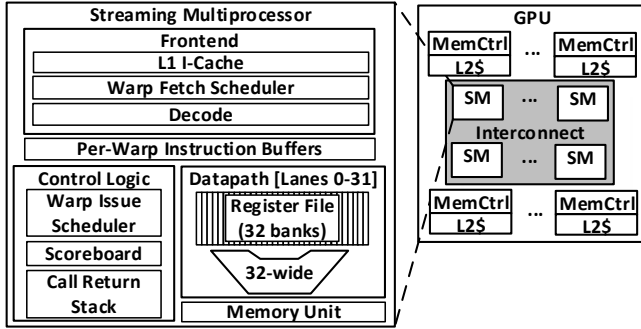 Streaming Multiprocessor
Frontend
L1 I-Cache
Warp Fetch Scheduler
Decode
Per-Warp Instruction Buffers
Control Logic
Warp Issue
Scheduler
Scoreboard
Call Return
Stack
Datapath [Lanes 0-31]
Register File
(32 banks)
32-wide
Memory Unit
GPU
MemCtrl ... MemCtrl
L2$ L2$
SM ... SM
Interconnect
SM ... SM
MemCtrl ... MemCtrl
L2$ L2$